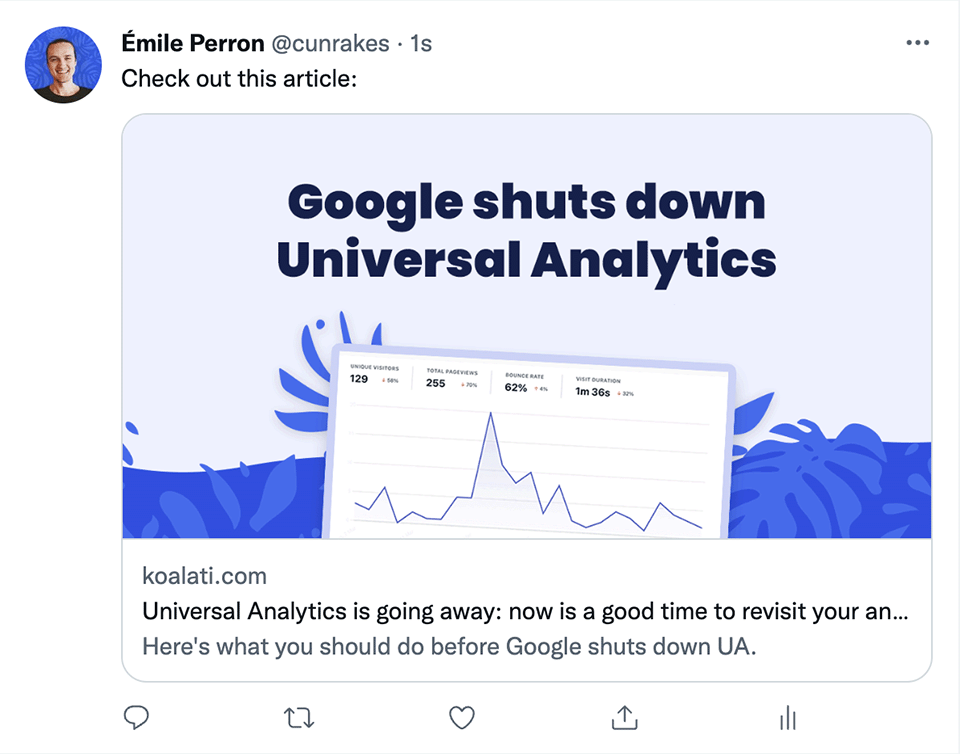 Émile Perron @cunrakes · 1s
Check out this article:
Google shuts down
Universal Analytics
UNIQUE VISITORS
129 58%
TOTAL PAGEVIEWS
255 70%
BOUNCE RATE
62% 4%
VISIT DURATION
1m 36s 32%
koalati.com
Universal Analytics is going away: now is a good time to revisit your an...
Here's what you should do before Google shuts down UA.